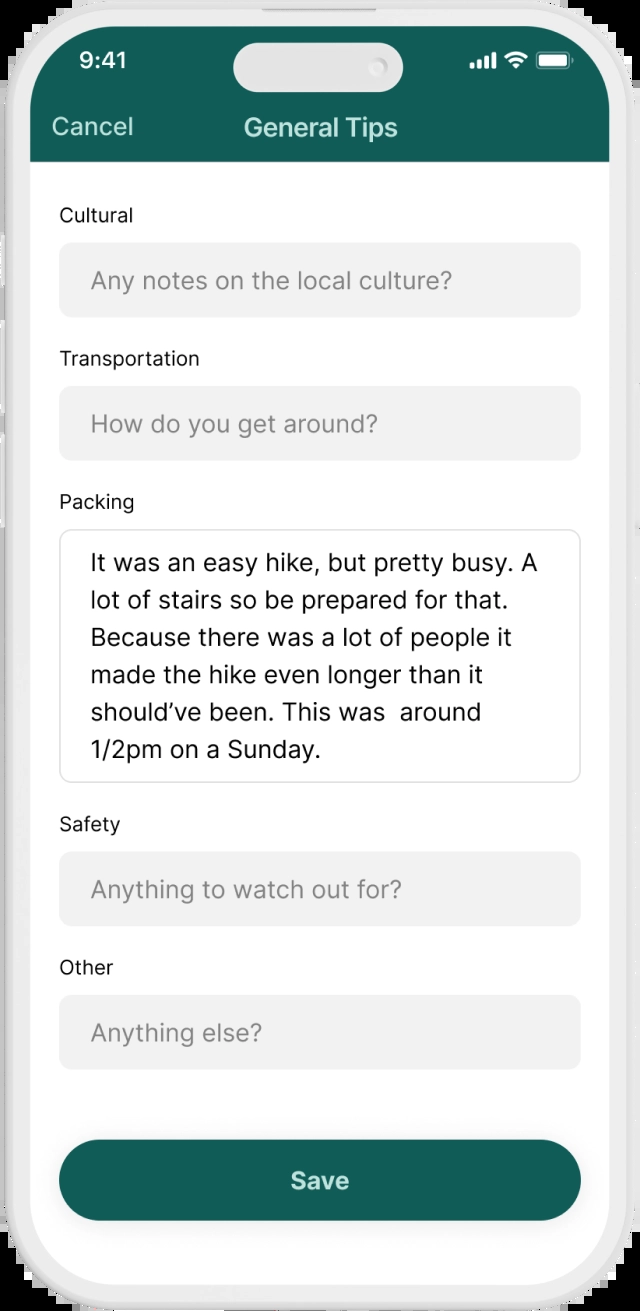 9:41
Cancel General Tips
Cultural
Any notes on the local culture?
Transportation
How do you get around?
Packing
It was an easy hike, but pretty busy. A
lot of stairs so be prepared for that.
Because there was a lot of people it
made the hike even longer than it
should’ve been. This was  around
1/2pm on a Sunday.
Safety
Anything to watch out for?
Other
Anything else?
Save